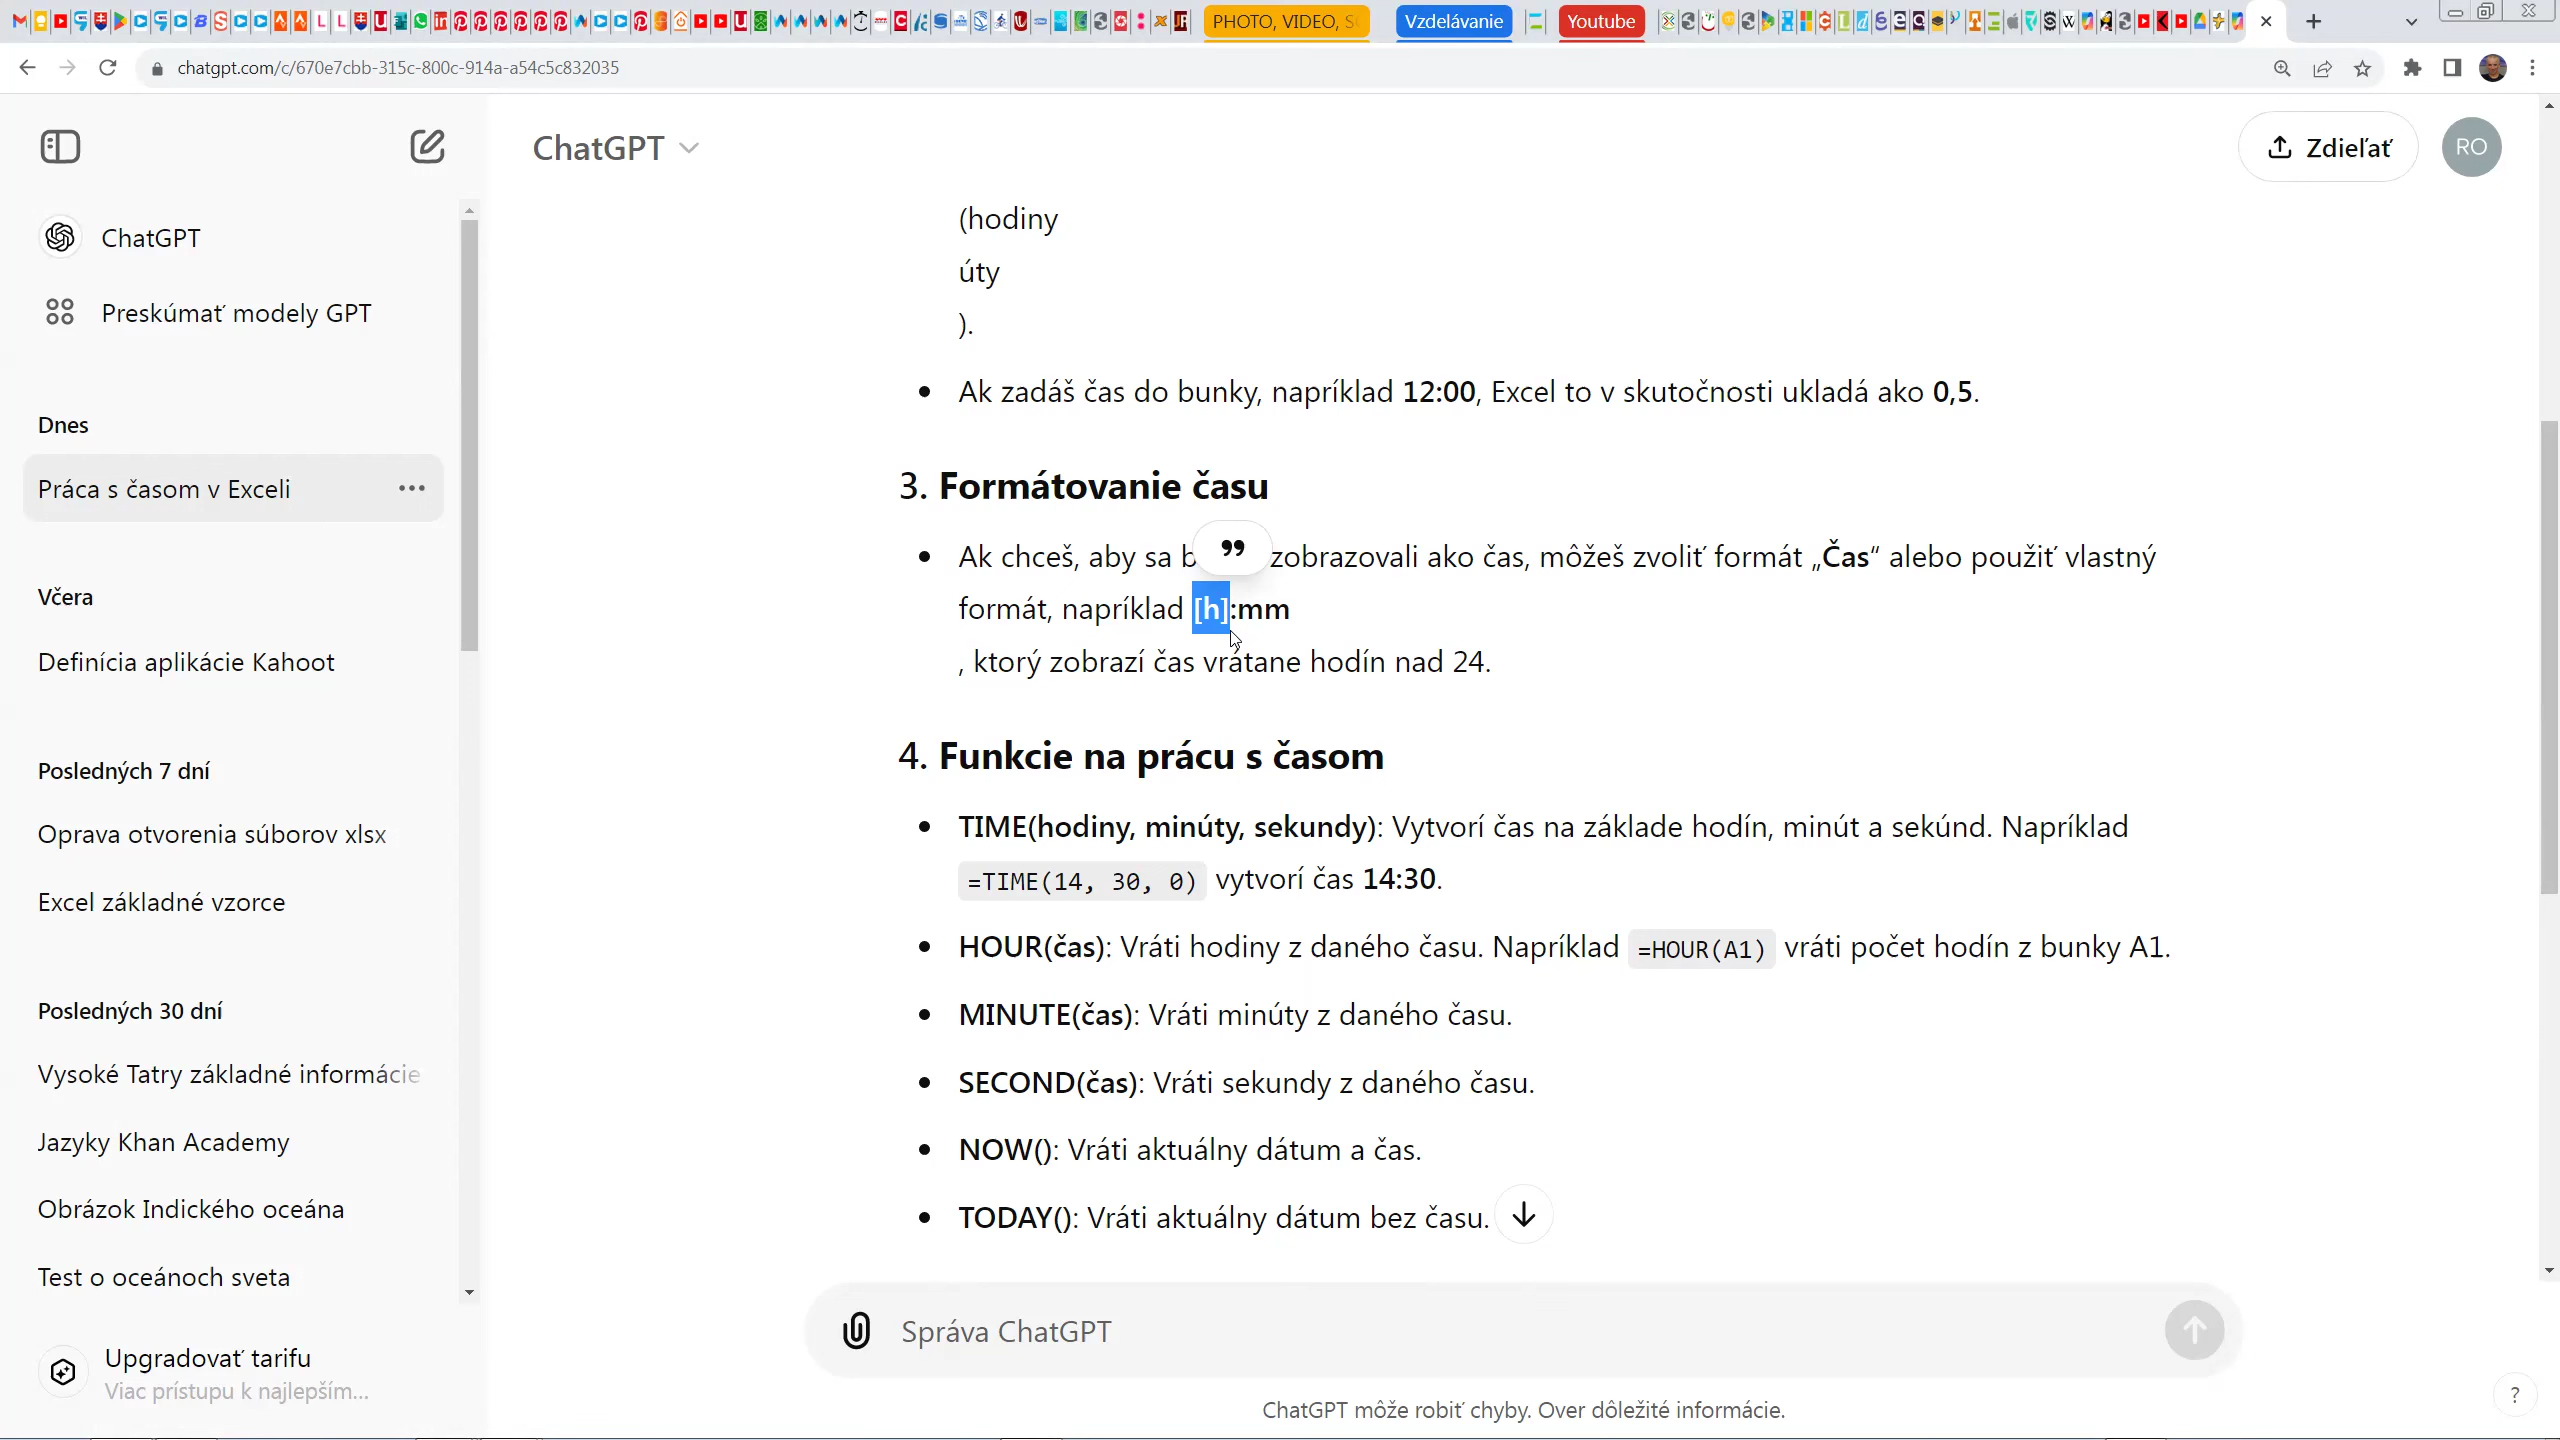 PHOTO, VIDEO, S
Vzdelávanie
Youtube
chatgpt.com/c/670e7cbb-315c-800c-914a-a54c5c832035
ChatGPT
Zdieľať
RO
ChatGPT
Preskúmať modely GPT
Dnes
Práca s časom v Exceli
Včera
Definícia aplikácie Kahoot
Posledných 7 dní
Oprava otvorenia súborov xlsx
Excel základné vzorce
Posledných 30 dní
Vysoké Tatry základné informácie
Jazyky Khan Academy
Obrázok Indického oceána
Test o oceánoch sveta
Upgradovať tarifu
Viac prístupu k najlepším...
(hodiny
úty
).
• Ak zadáš čas do bunky, napríklad 12:00, Excel to v skutočnosti ukladá ako 0,5.
3. Formátovanie času
• Ak chceš, aby sa b zobrazovali ako čas, môžeš zvoliť formát „Čas“ alebo použiť vlastný
formát, napríklad [h]:mm
, ktorý zobrazí čas vrátane hodín nad 24.
4. Funkcie na prácu s časom
• TIME(hodiny, minúty, sekundy): Vytvorí čas na základe hodín, minút a sekúnd. Napríklad
=TIME(14, 30, 0) vytvorí čas 14:30.
• HOUR(čas): Vráti hodiny z daného času. Napríklad =HOUR(A1) vráti počet hodín z bunky A1.
• MINUTE(čas): Vráti minúty z daného času.
• SECOND(čas): Vráti sekundy z daného času.
• NOW(): Vráti aktuálny dátum a čas.
• TODAY(): Vráti aktuálny dátum bez času.
Správa ChatGPT
ChatGPT môže robiť chyby. Over dôležité informácie.
?